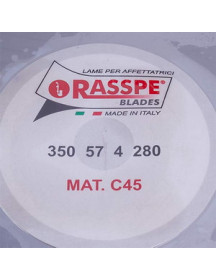 LAME PER AFFETTATRICI
RASSPE
BLADES
MADE IN ITALY
350 57 4 280
MAT. C45